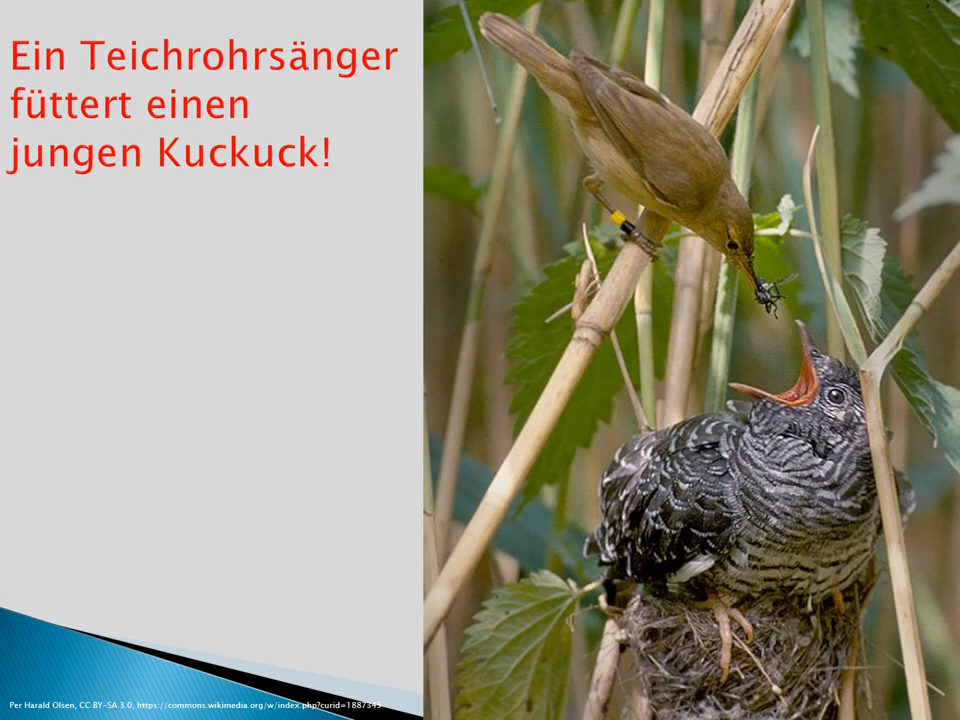 Ein Teichrohrsänger
füttert einen
jungen Kuckuck!
Per Harald Olsen, CC BY-SA 3.0, https://commons.wikimedia.org/w/index.php?curid=1887345